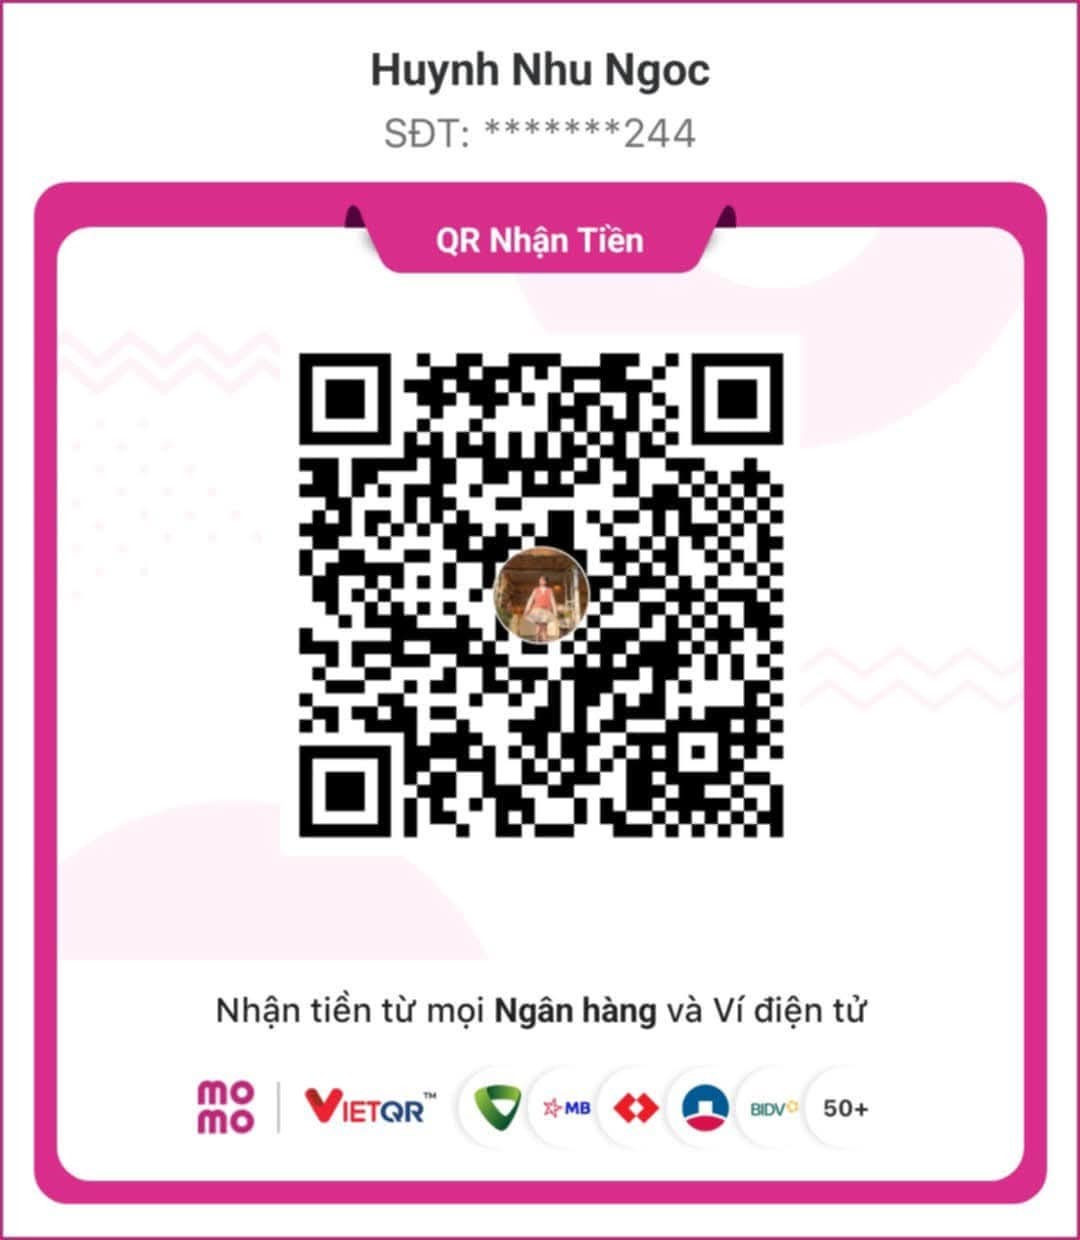 Huynh Nhu Ngoc
SĐT: *******244
QR Nhận Tiền
Nhận tiền từ mọi Ngân hàng và Ví điện tử
mo
mo
VIETQR™
MB
BIDV
50+